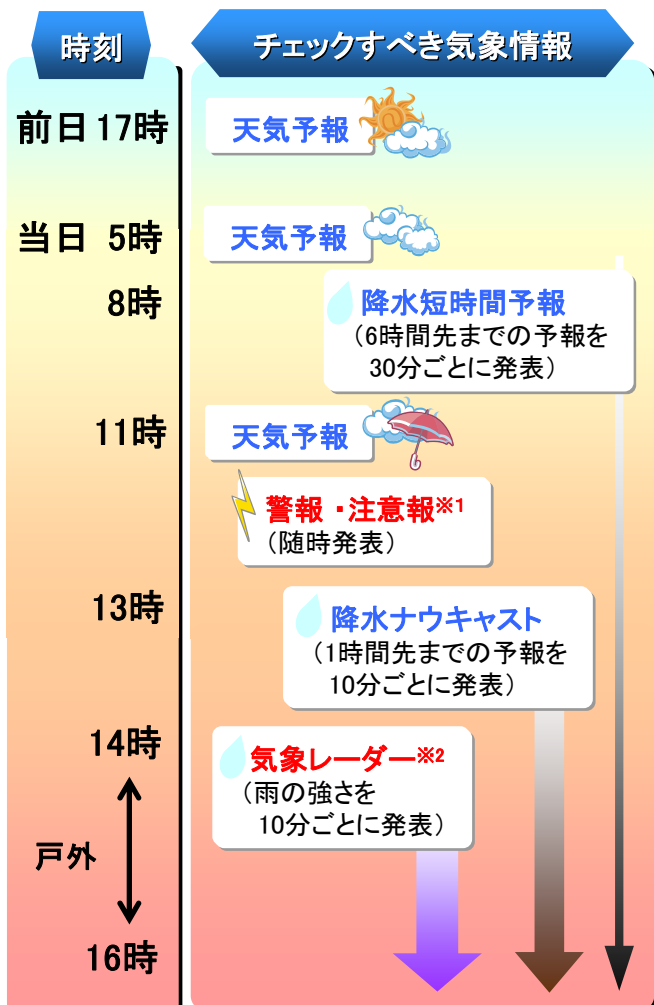 時刻
チェックすべき気象情報
前日 17時
天気予報
当日 5時
天気予報
8時
降水短時間予報
（6時間先までの予報を
30分ごとに発表）
11時
天気予報
警報・注意報※1
（随時発表）
13時
降水ナウキャスト
（1時間先までの予報を
10分ごとに発表）
14時
気象レーダー※2
（雨の強さを
10分ごとに発表）
戸外
16時